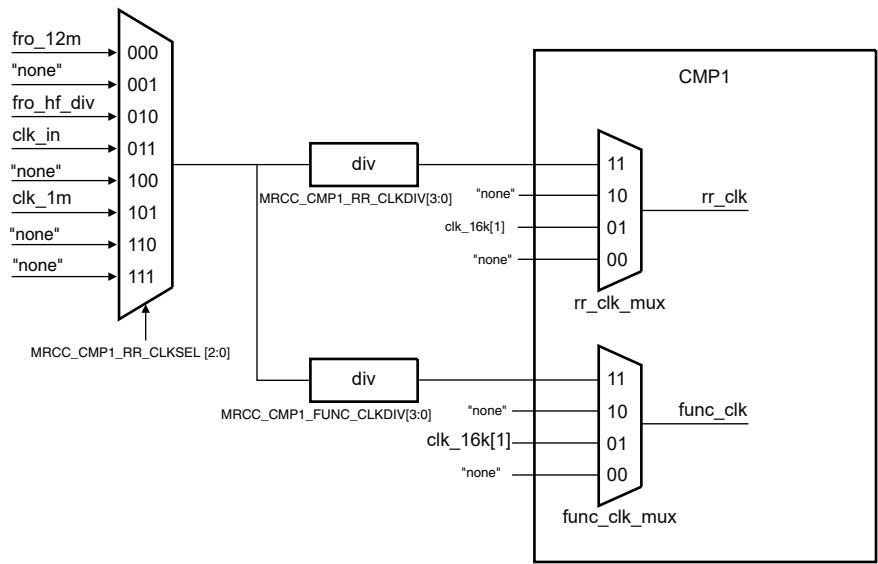 fro_12m
000
"none"
001
fro_hf_div
010
clk_in
011
"none"
100
clk_1m
101
"none"
110
"none"
111
MRCC_CMP1_RR_CLKSEL [2:0]
div
MRCC_CMP1_RR_CLKDIV[3:0]
div
MRCC_CMP1_FUNC_CLKDIV[3:0]
CMP1
11
"none"
10
clk_16k[1]
01
"none"
00
rr_clk
rr_clk_mux
11
"none"
10
clk_16k[1]
01
"none"
00
func_clk
func_clk_mux